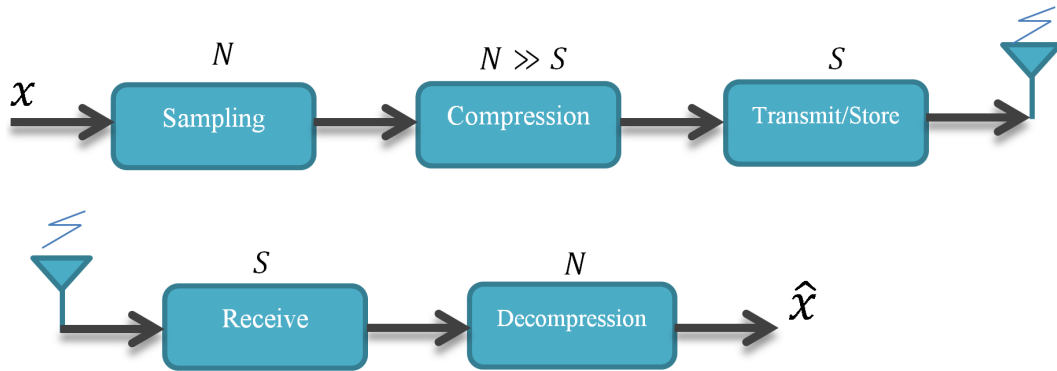 N
N ≫ S
S
x
Sampling
Compression
Transmit/Store
S
N
Receive
Decompression
x̂